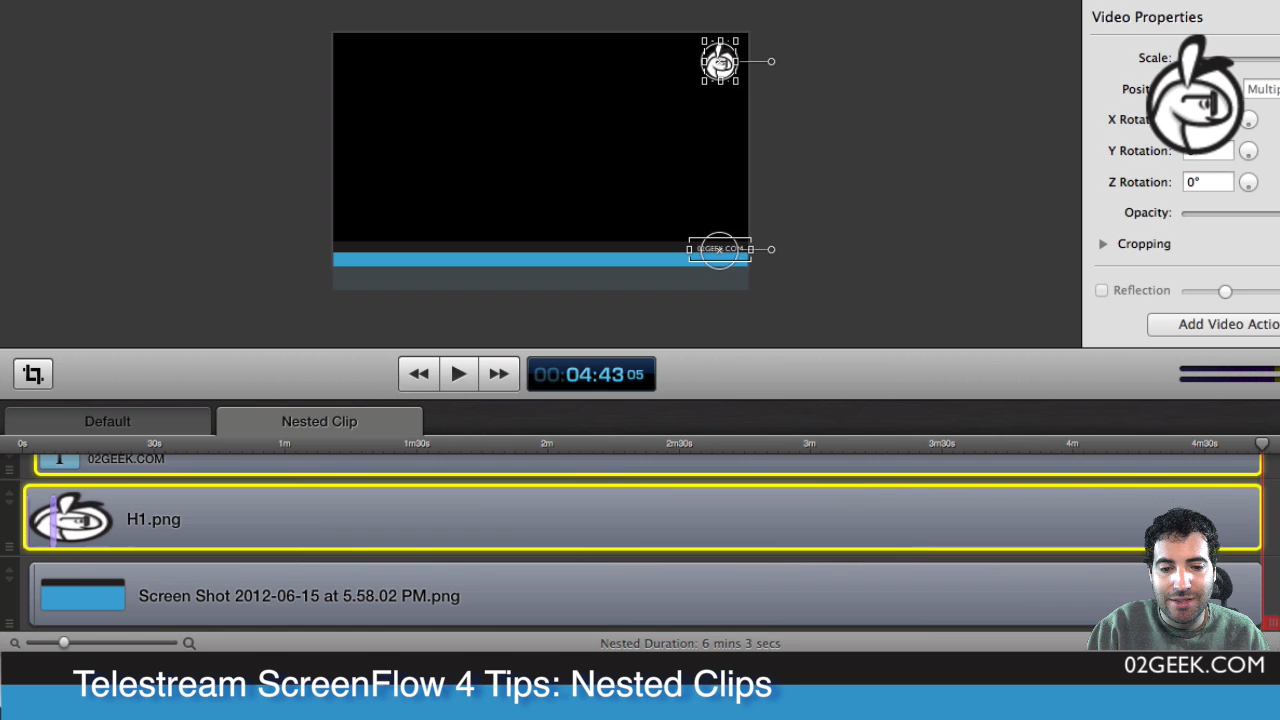 Video Properties
Scale:
Posit
Multip
X Rotat
Y Rotation:
Z Rotation:
0°
Opacity:
Cropping
Reflection
Add Video Actio
02GEEK.COM
00:04:43 05
Default
Nested Clip
0s
30s
1m
1m30s
2m
2m30s
3m
3m30s
4m
4m30s
02GEEK.COM
H1.png
Screen Shot 2012-06-15 at 5.58.02 PM.png
Nested Duration: 6 mins 3 secs
02GEEK.COM
Telestream ScreenFlow 4 Tips: Nested Clips